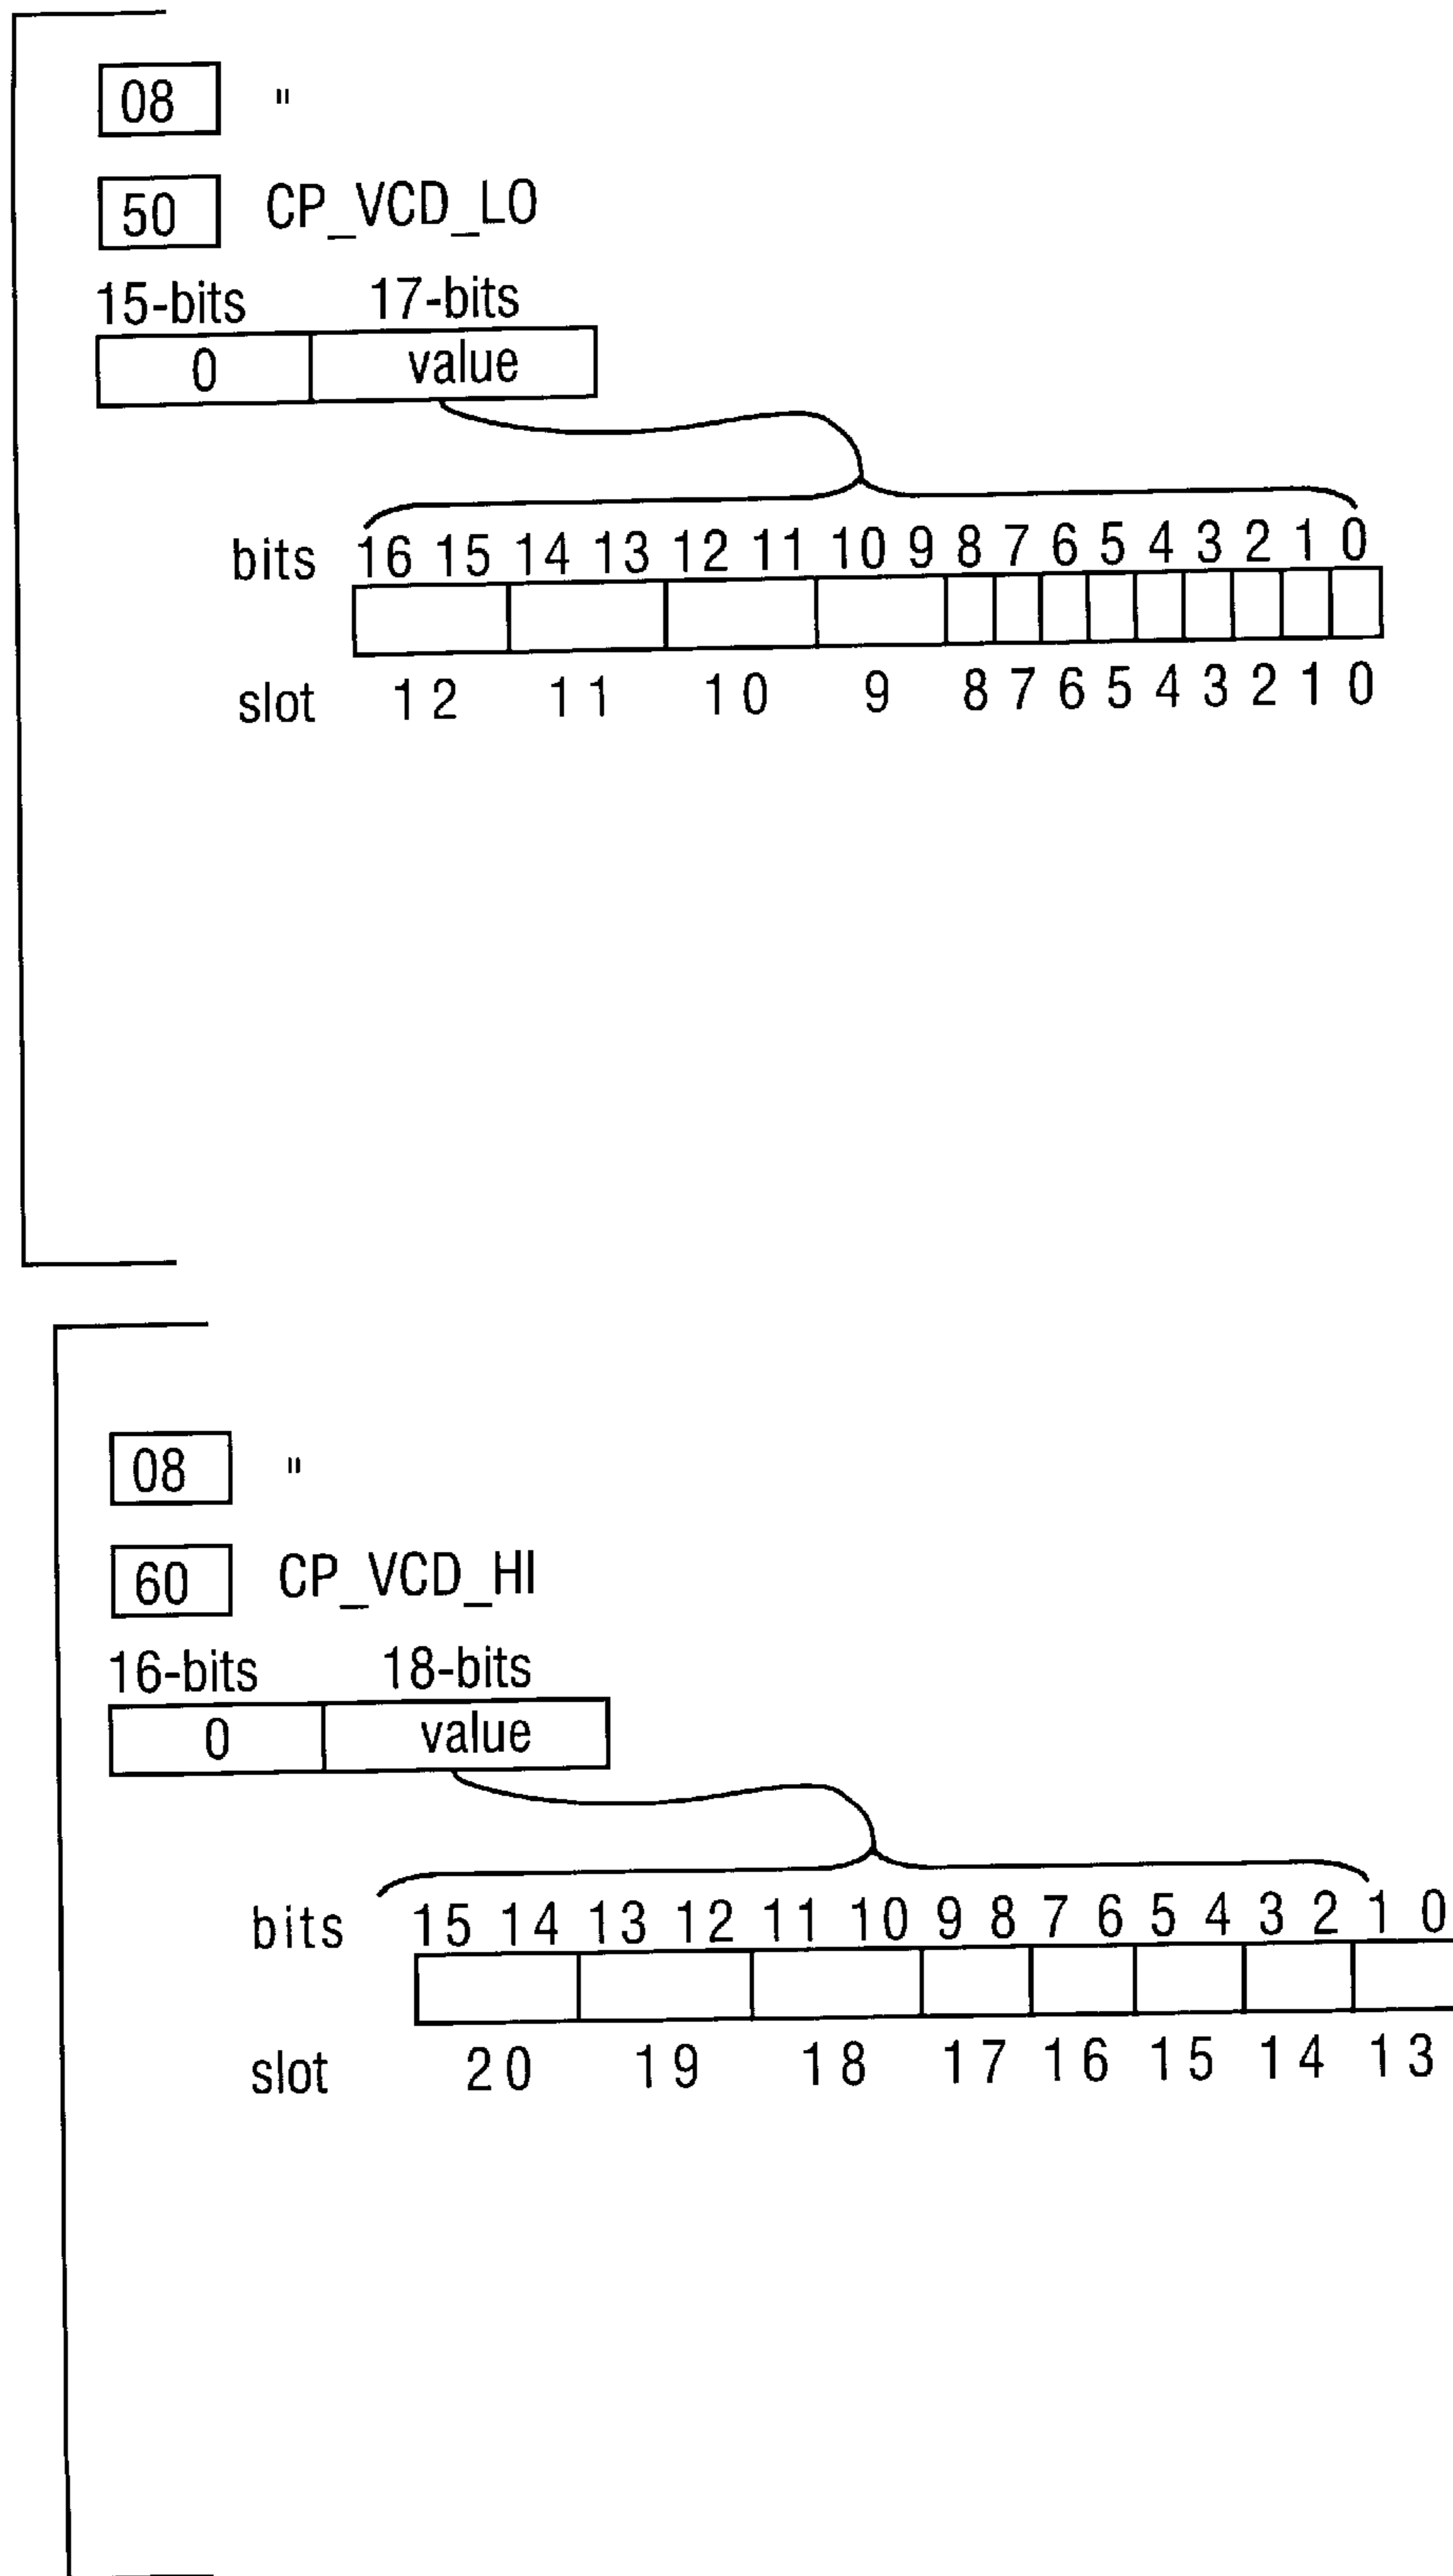 08 "
50 CP_VCD_LO
15-bits 17-bits
0 value
bits 16 15 14 13 12 11 10 9 8 7 6 5 4 3 2 1 0
slot 12 11 10 9 8 7 6 5 4 3 2 1 0
08 "
60 CP_VCD_HI
16-bits 18-bits
0 value
bits 15 14 13 12 11 10 9 8 7 6 5 4 3 2 1 0
slot 20 19 18 17 16 15 14 13